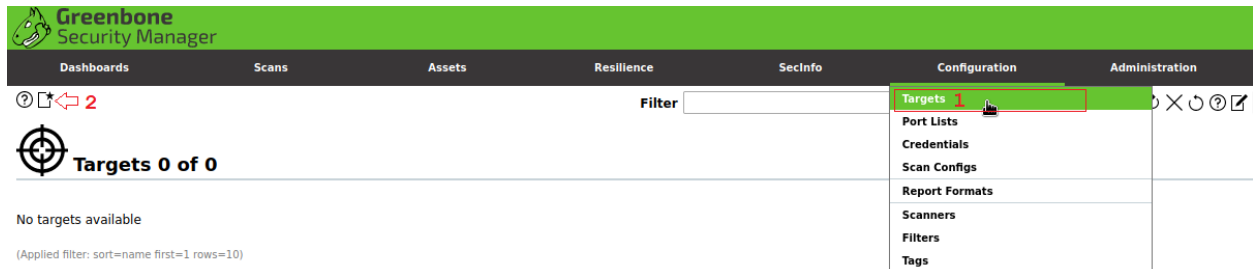 Greenbone
Security Manager
Dashboards Scans Assets Resilience SecInfo Configuration Administration
2 Filter
Targets 1
Port Lists
Credentials
Scan Configs
Report Formats
Scanners
Filters
Tags
Targets 0 of 0
No targets available
(Applied filter: sort=name first=1 rows=10)